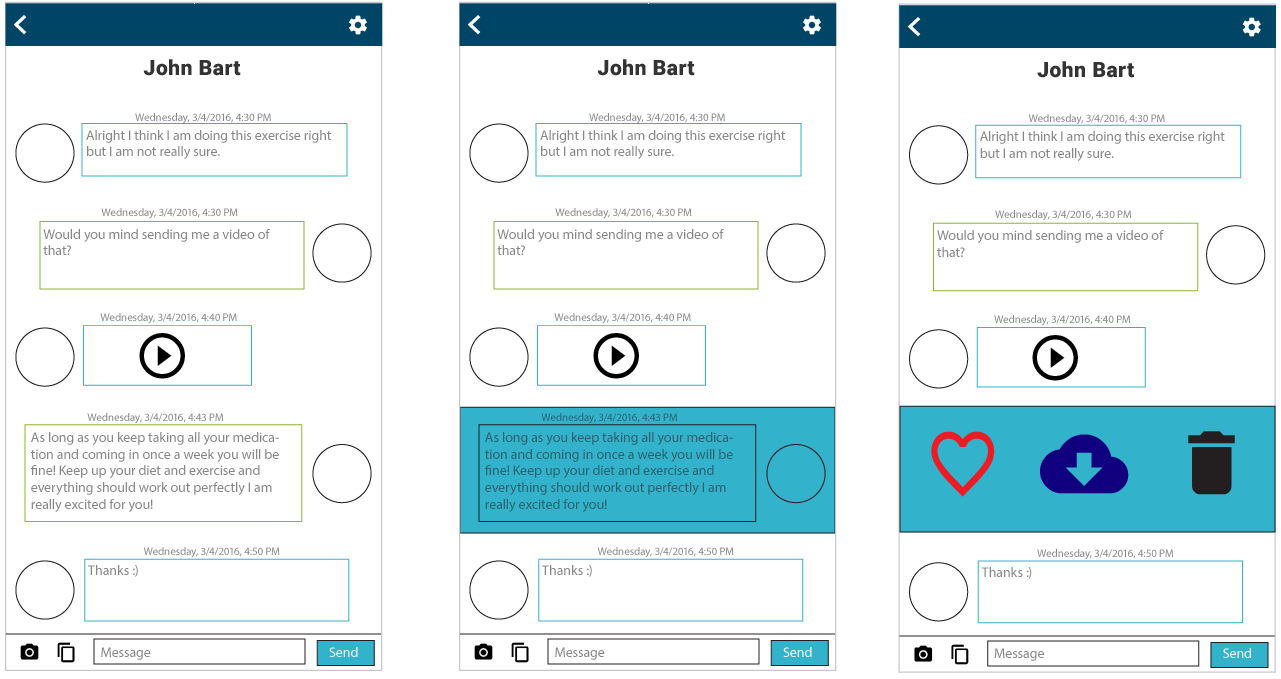 John Bart
Wednesday, 3/4/2016, 4:30 PM
Alright I think I am doing this exercise right
but I am not really sure.
Wednesday, 3/4/2016, 4:30 PM
Would you mind sending me a video of
that?
Wednesday, 3/4/2016, 4:40 PM
Wednesday, 3/4/2016, 4:43 PM
As long as you keep taking all your medica-
tion and coming in once a week you will be
fine! Keep up your diet and exercise and
everything should work out perfectly I am
really excited for you!
Wednesday, 3/4/2016, 4:50 PM
Thanks :)
Message
Send
John Bart
Wednesday, 3/4/2016, 4:30 PM
Alright I think I am doing this exercise right
but I am not really sure.
Wednesday, 3/4/2016, 4:30 PM
Would you mind sending me a video of
that?
Wednesday, 3/4/2016, 4:40 PM
Wednesday, 3/4/2016, 4:43 PM
As long as you keep taking all your medica-
tion and coming in once a week you will be
fine! Keep up your diet and exercise and
everything should work out perfectly I am
really excited for you!
Wednesday, 3/4/2016, 4:50 PM
Thanks :)
Message
Send
John Bart
Wednesday, 3/4/2016, 4:30 PM
Alright I think I am doing this exercise right
but I am not really sure.
Wednesday, 3/4/2016, 4:30 PM
Would you mind sending me a video of
that?
Wednesday, 3/4/2016, 4:40 PM
Wednesday, 3/4/2016, 4:50 PM
Thanks :)
Message
Send